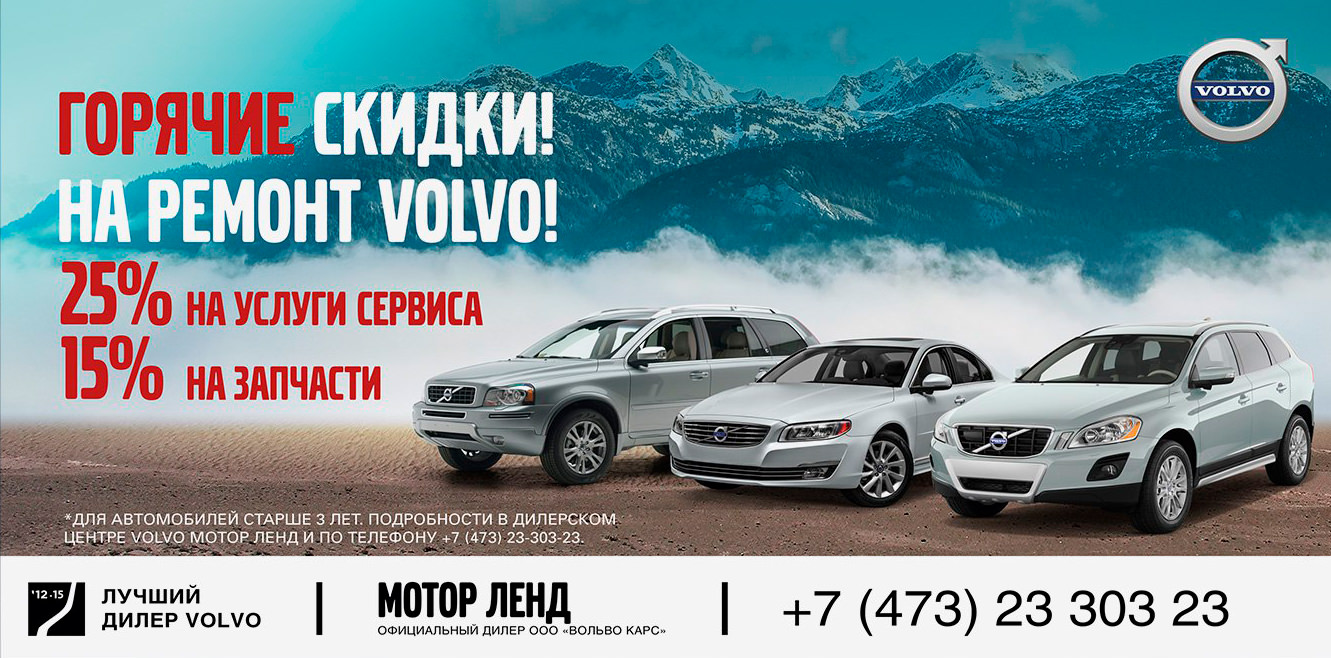 ГОРЯЧИЕ СКИДКИ!
НА РЕМОНТ VOLVO!
25% НА УСЛУГИ СЕРВИСА
15% НА ЗАПЧАСТИ
VOLVO
*ДЛЯ АВТОМОБИЛЕЙ СТАРШЕ 3 ЛЕТ. ПОДРОБНОСТИ В ДИЛЕРСКОМ
ЦЕНТРЕ VOLVO МОТОР ЛЕНД И ПО ТЕЛЕФОНУ +7 (473) 23-303-23.
'12-15
ЛУЧШИЙ
ДИЛЕР VOLVO
МОТОР ЛЕНД
ОФИЦИАЛЬНЫЙ ДИЛЕР ООО «ВОЛЬВО КАРС»
+7 (473) 23 303 23